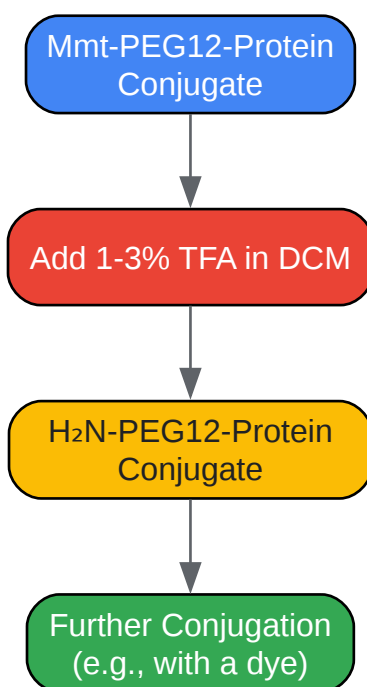 Mmt-PEG12-Protein
Conjugate
Add 1-3% TFA in DCM
H₂N-PEG12-Protein
Conjugate
Further Conjugation
(e.g., with a dye)